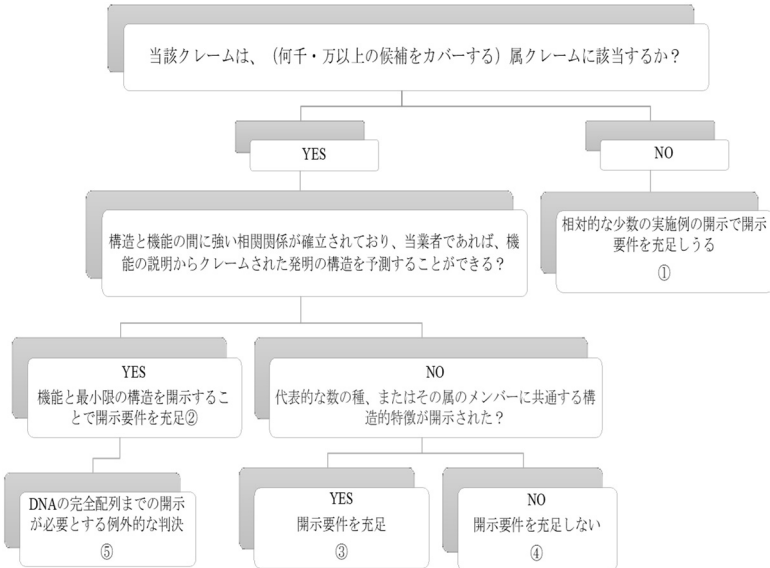 当該クレームは、（何千・万以上の候補をカバーする）属クレームに該当するか？
YES
NO
構造と機能の間に強い相関関係が確立されており、当業者であれば、機
能の説明からクレームされた発明の構造を予測することができる？
相対的な少数の実施例の開示で開示
要件を充足しうる
①
YES
機能と最小限の構造を開示するこ
とで開示要件を充足②
NO
代表的な数の種、またはその属のメンバーに共通する構
造的特徴が開示された？
DNAの完全配列までの開示
が必要とする例外的な判決
⑤
YES
開示要件を充足
③
NO
開示要件を充足しない
④